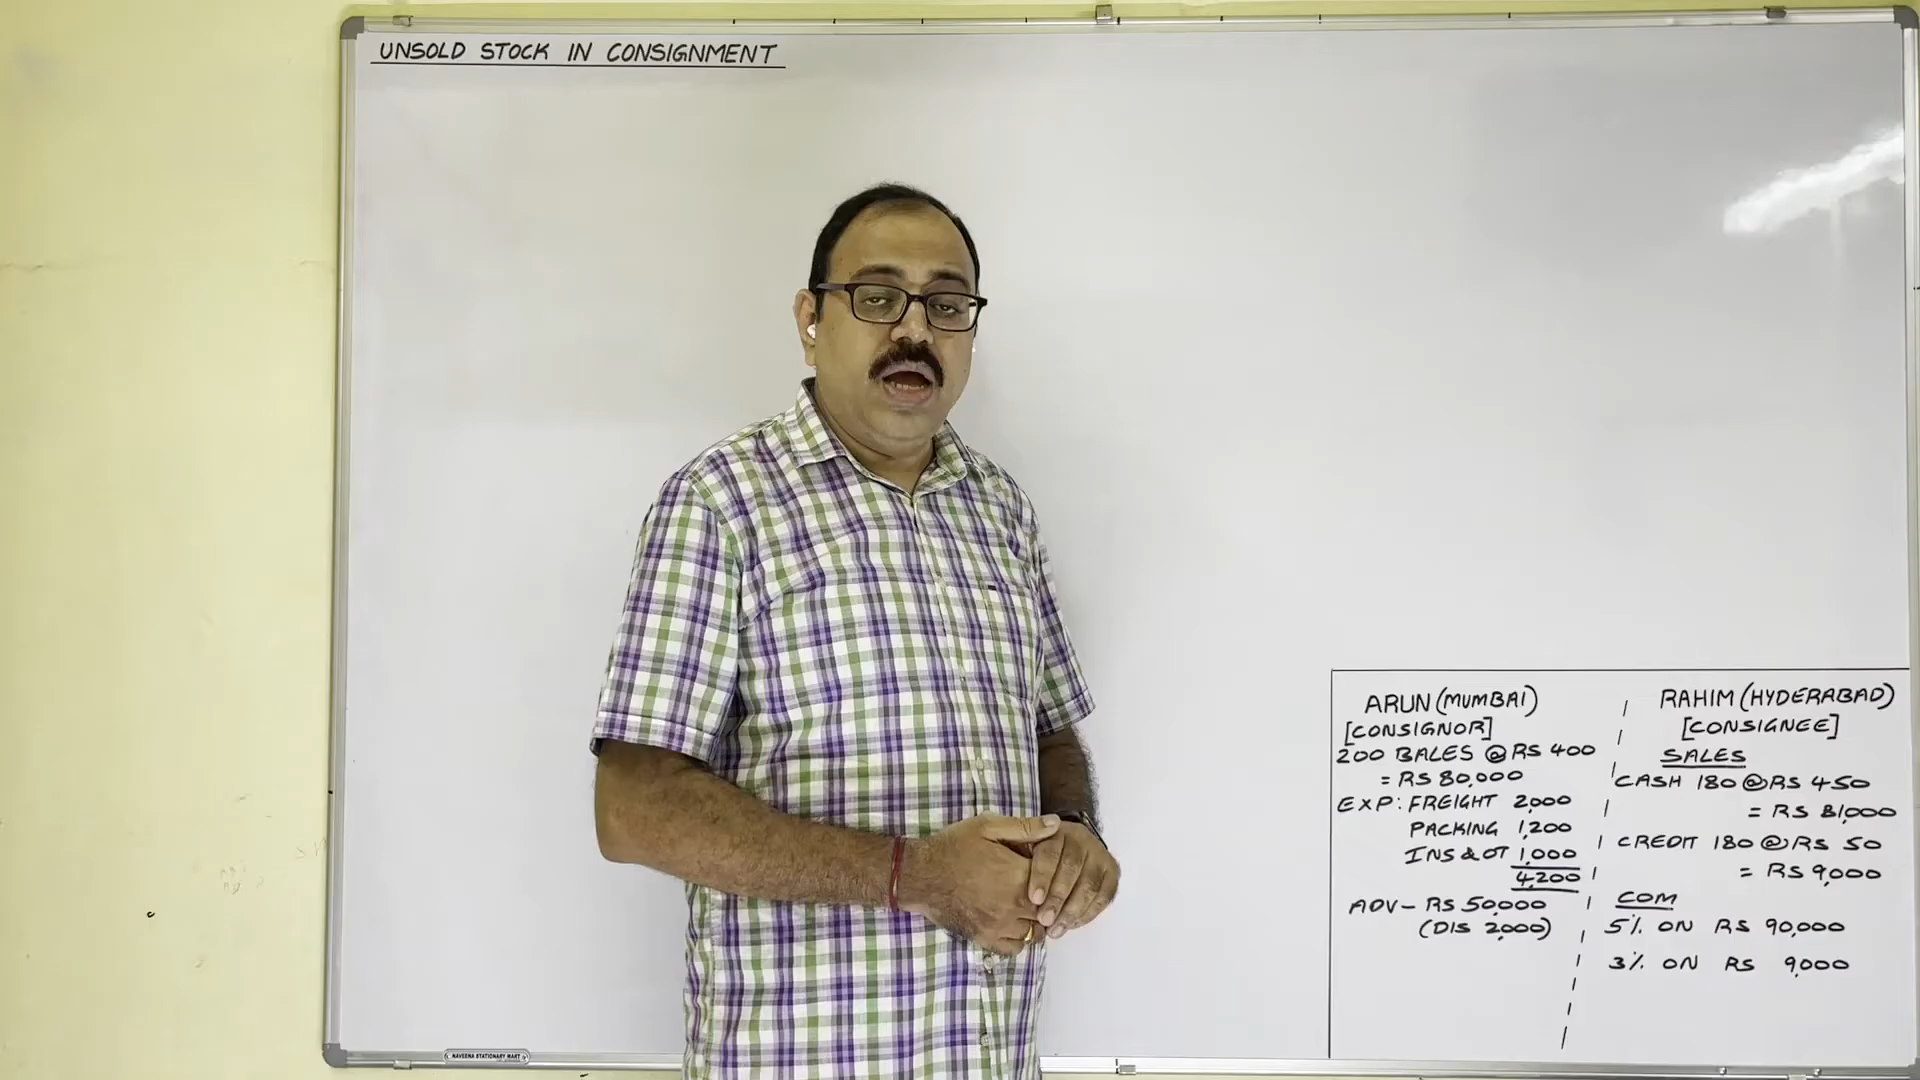 UNSOLD STOCK IN CONSIGNMENT
ARUN (MUMBAI)
[CONSIGNOR]
200 BALES @ RS 400
= RS 80,000
EXP: FREIGHT 2,000
PACKING 1,200
INS & OT 1,000
4,200
ADV - RS 50,000
(DIS 2,000)
RAHIM (HYDERABAD)
[CONSIGNEE]
SALES
CASH 180 @ RS 450
= RS 81,000
CREDIT 180 @ RS 50
= RS 9,000
COM
5% ON RS 90,000
3% ON RS 9,000
NAVEENA STATIONARY MART